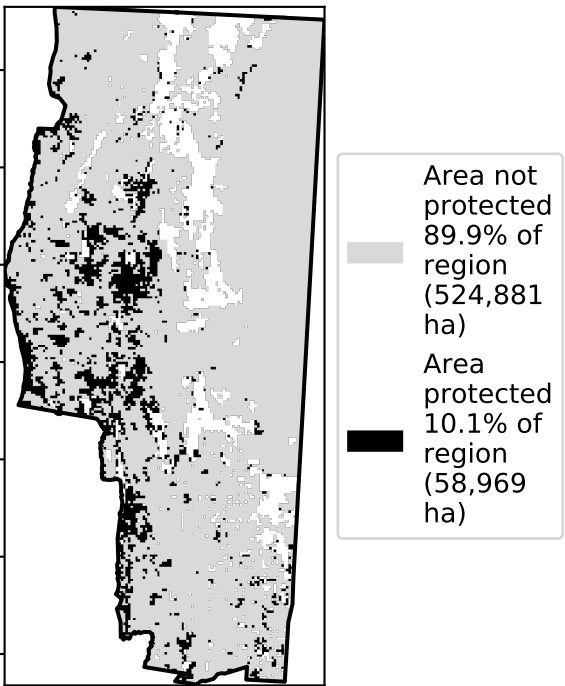 Area not
protected
89.9% of
region
(524,881
ha)
Area
protected
10.1% of
region
(58,969
ha)